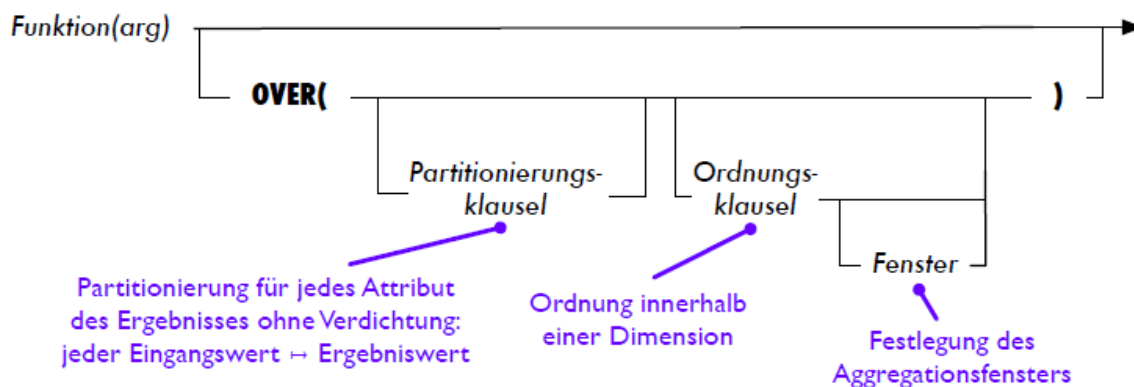 Funktion(arg)
OVER(
)
Partitionierungs-
klausel
Ordnungs-
klausel
Fenster
Partitionierung für jedes Attribut
des Ergebnisses ohne Verdichtung:
jeder Eingangswert ↦ Ergebniswert
Ordnung innerhalb
einer Dimension
Festlegung des
Aggregationsfensters